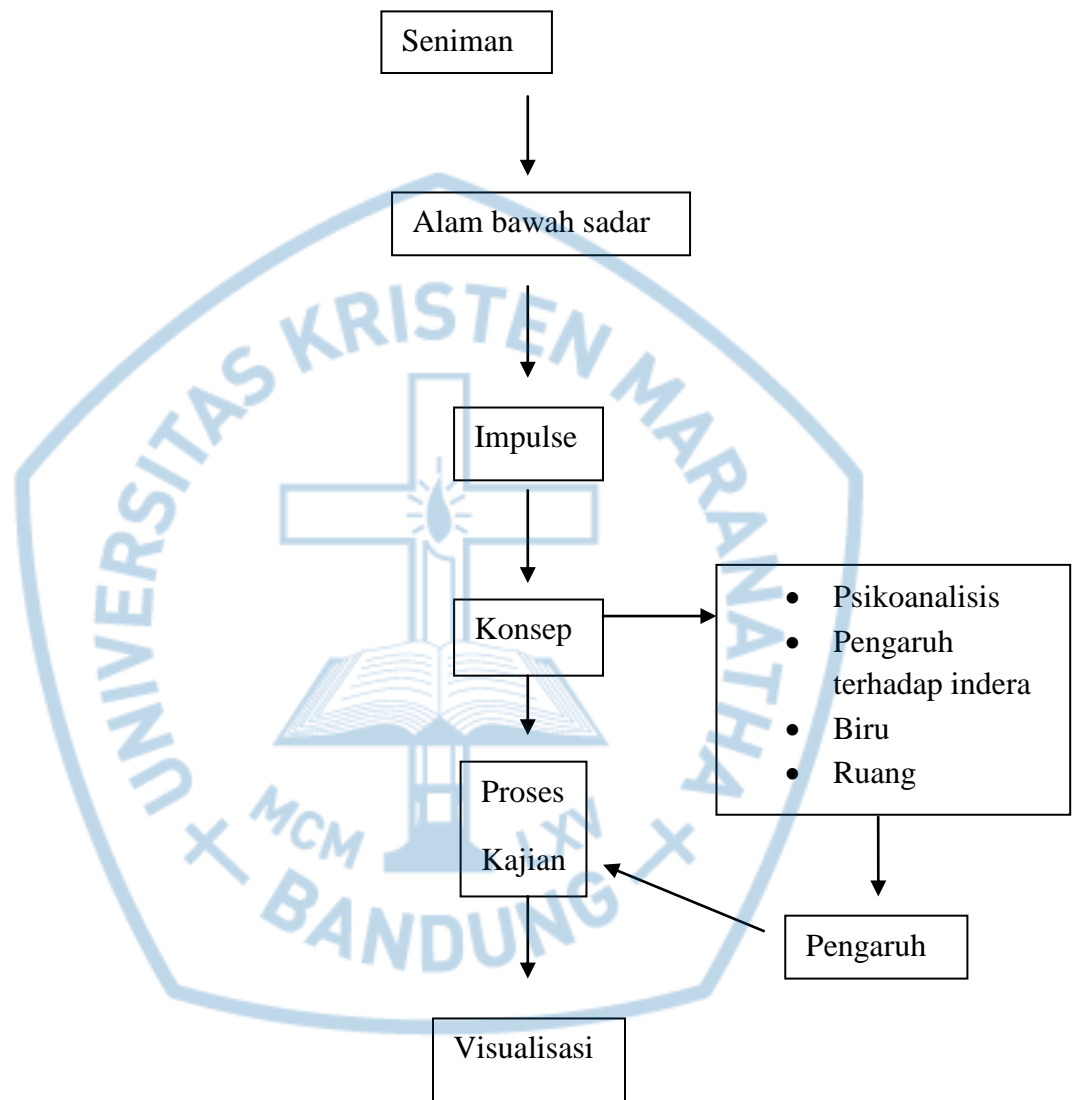 Seniman
Alam bawah sadar
Impulse
Konsep
• Psikoanalisis
• Pengaruh
terhadap indera
• Biru
• Ruang
Proses
Kajian
Pengaruh
Visualisasi
UNIVERSITAS KRISTEN MARANATHA
MCM LXV
BANDUNG